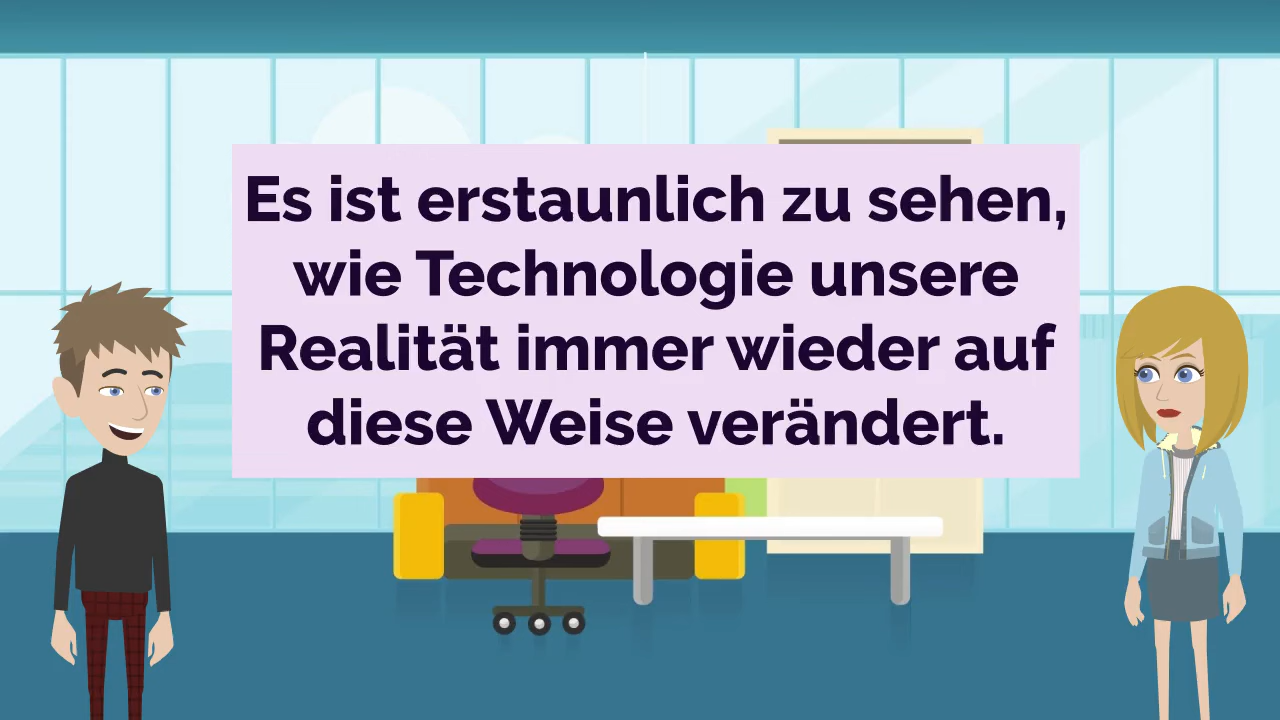 Es ist erstaunlich zu sehen,
wie Technologie unsere
Realität immer wieder auf
diese Weise verändert.